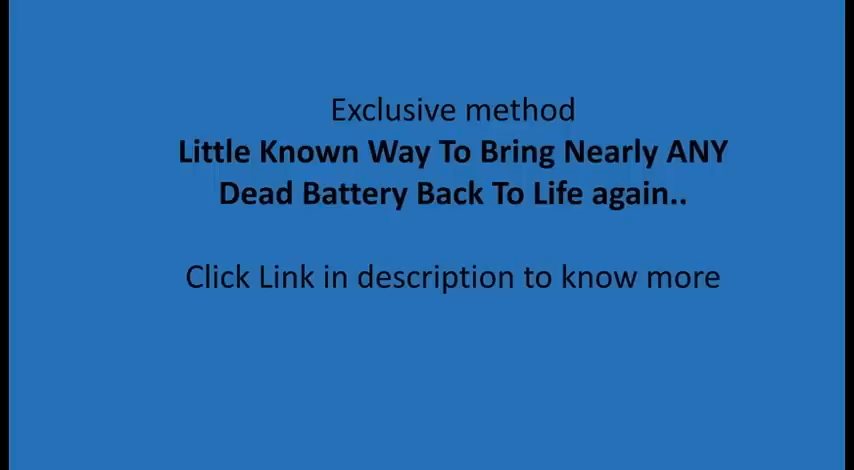 Exclusive method
Little Known Way To Bring Nearly ANY
Dead Battery Back To Life again..
Click Link in description to know more